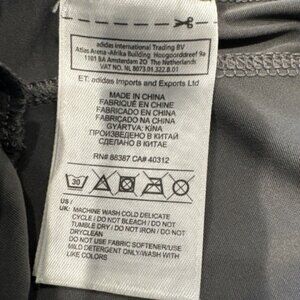 adidas International Trading BV
Atlas Arena-Afrika Building Hoogoorddreef 9a
1101 BA Amsterdam ZO The Netherlands
VAT NO. NL 8073.01.322.B.01
ET. adidas Imports and Exports Ltd
MADE IN CHINA
FABRIQUÉ EN CHINE
FABRICADO EN CHINA
FABRICADO NA CHINA
GYÁRTVA: KÍNA
ПРОИЗВЕДЕНО В КИТАЙ
СДЕЛАНО В КИТАЕ
RN# 88387 CA# 40312
30
US /
UK: MACHINE WASH COLD DELICATE
CYCLE / DO NOT BLEACH / DO NOT
TUMBLE DRY / DO NOT IRON / DO NOT
DRYCLEAN
DO NOT USE FABRIC SOFTENER/USE
MILD DETERGENT ONLY/WASH WITH
LIKE COLORS